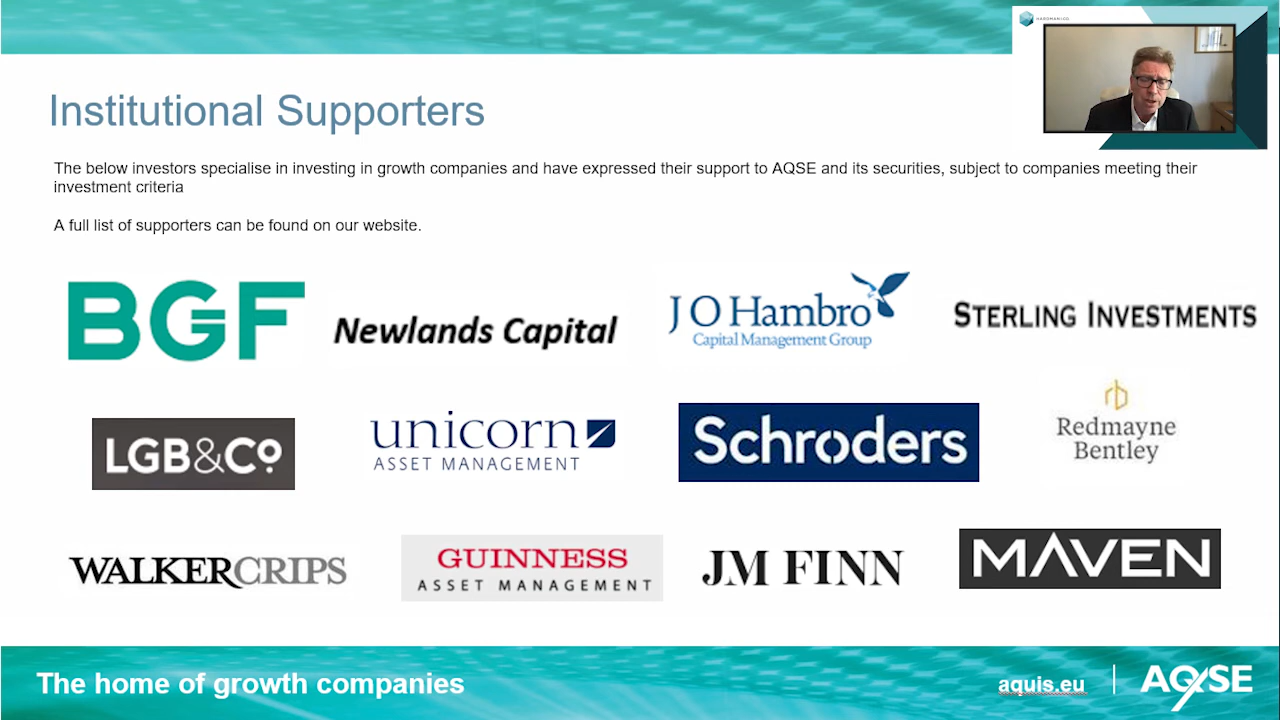 HARDMAN&CO
Institutional Supporters
The below investors specialise in investing in growth companies and have expressed their support to AQSE and its securities, subject to companies meeting their
investment criteria
A full list of supporters can be found on our website.
BGF
Newlands Capital
J O Hambro
Capital Management Group
STERLING INVESTMENTS
LGB&Co
unicorn
ASSET MANAGEMENT
Schroders
rb
Redmayne
Bentley
WALKERCRIPS
GUINNESS
ASSET MANAGEMENT
JM FINN
MAVEN
The home of growth companies
aquis.eu
AQSE